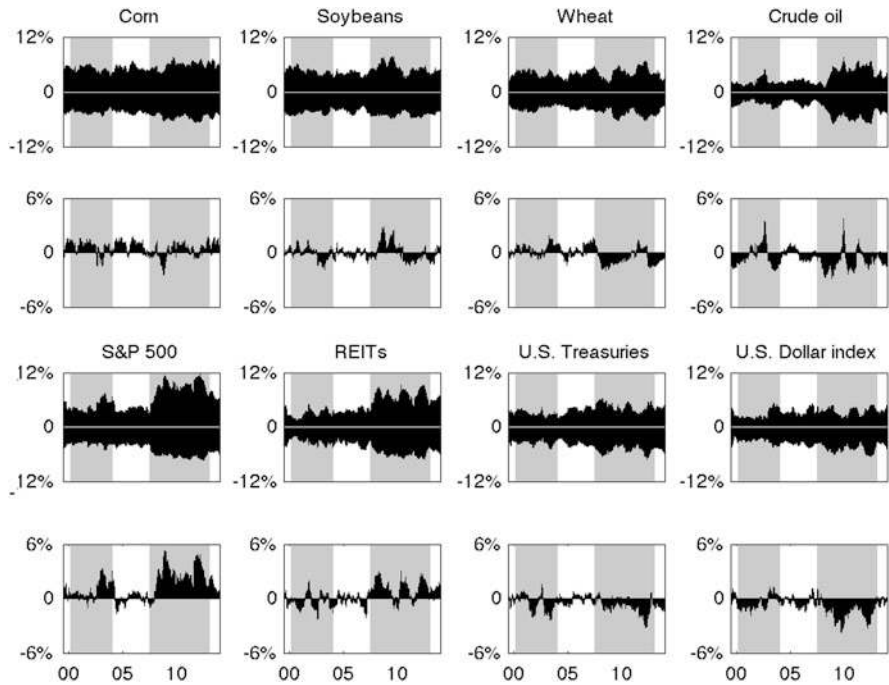 Corn Soybeans Wheat Crude oil
12% 12% 12% 12%
0 0 0 0
-12% -12% -12% -12%
6% 6% 6% 6%
0 0 0 0
-6% -6% -6% -6%
S&P 500 REITs U.S. Treasuries U.S. Dollar index
12% 12% 12% 12%
0 0 0 0
12% -12% -12% -12%
-
6% 6% 6% 6%
0 0 0 0
-6% -6% -6% -6%
00 05 10 00 05 10 00 05 10 00 05 10